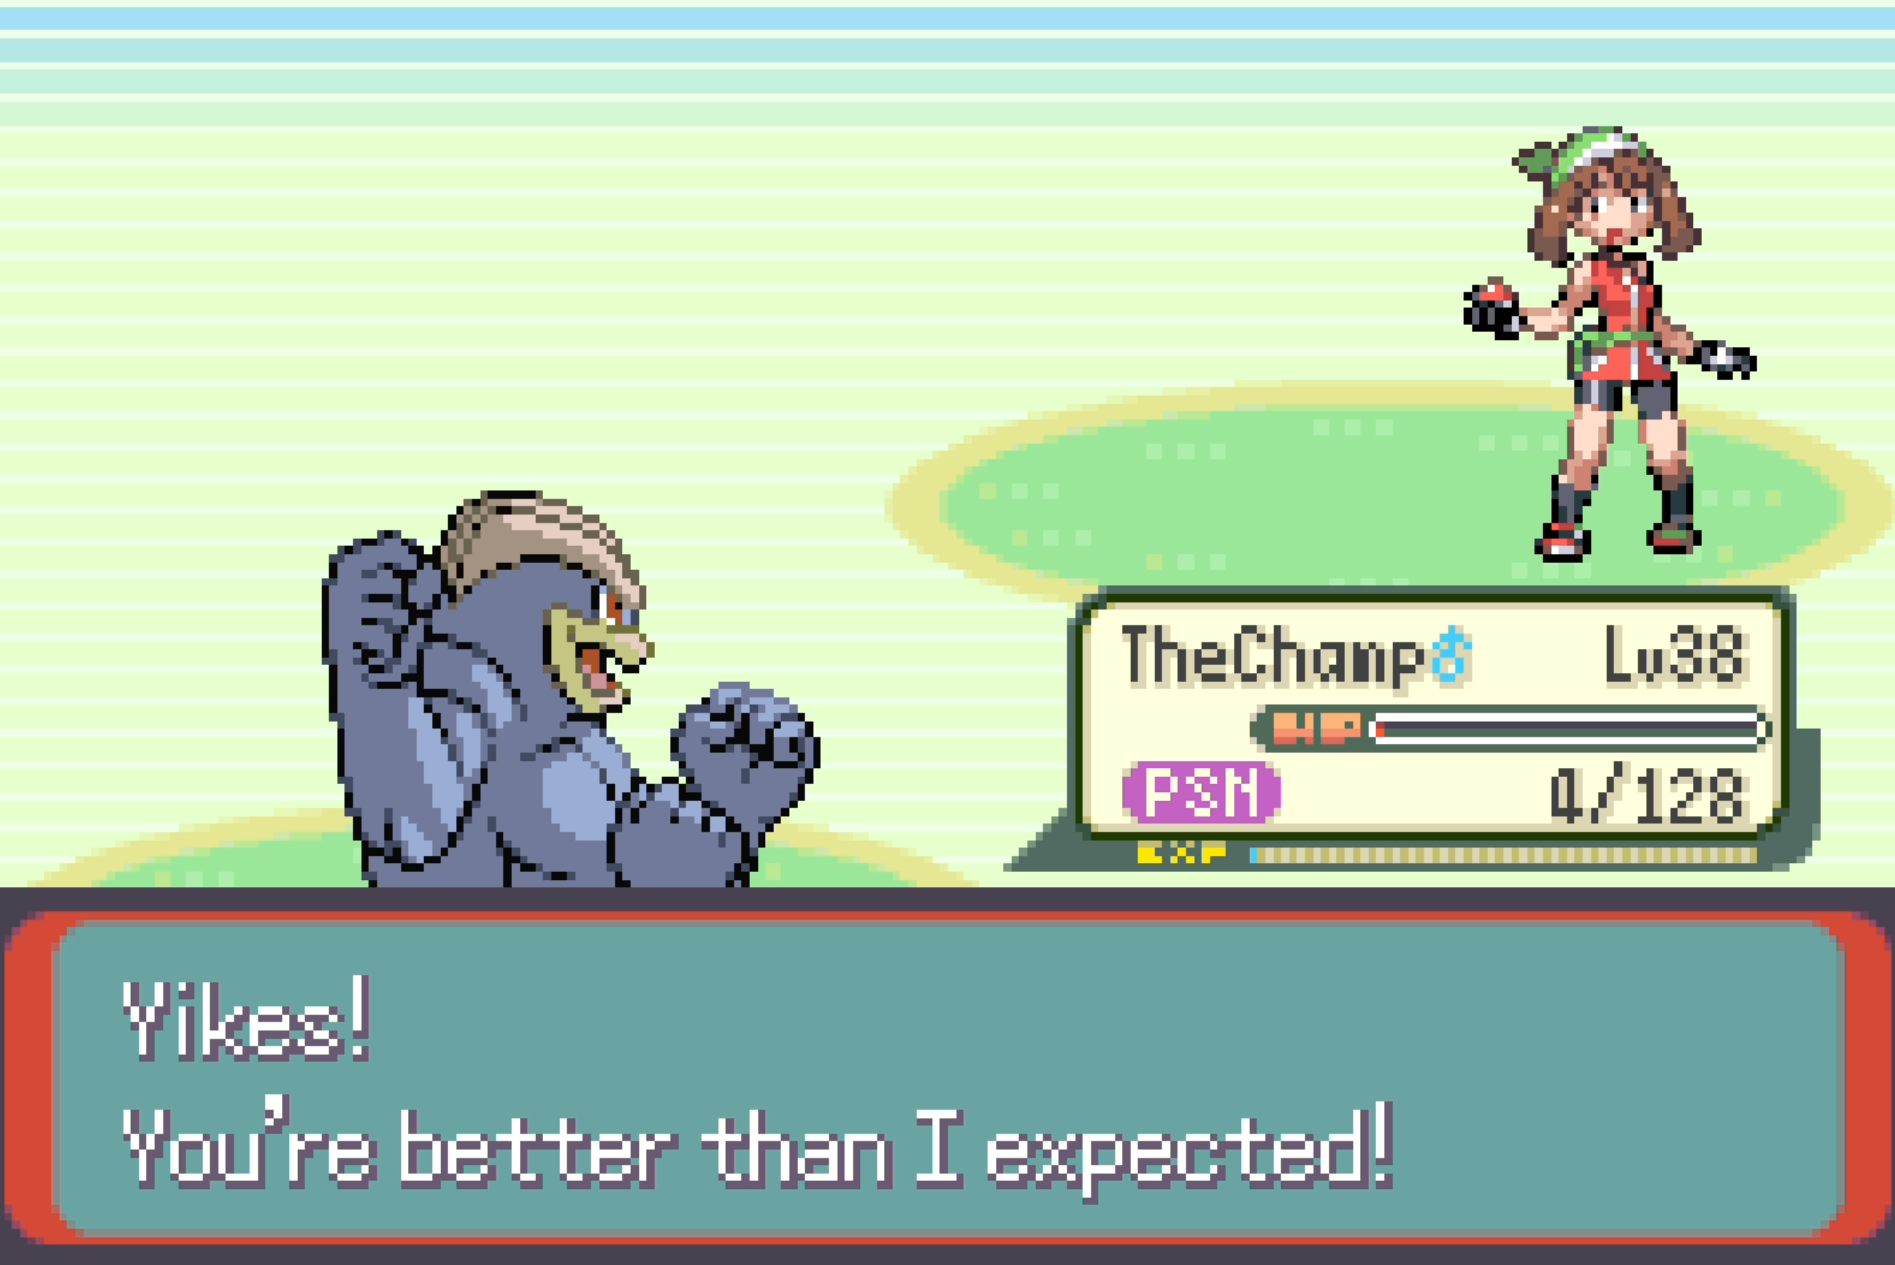 TheChamp♂ Lv38
HP
PSN 4/128
EXP
Yikes!
You're better than I expected!